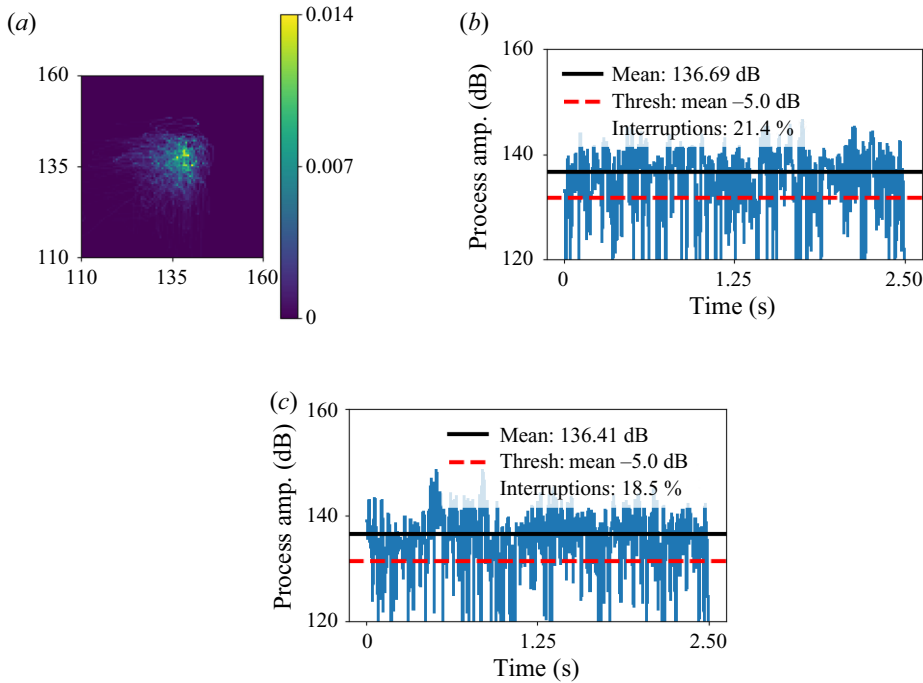 (a)
0.014
0.007
0
160
135
110
110 135 160
(b)
Process amp. (dB)
160
140
120
Mean: 136.69 dB
Thresh: mean –5.0 dB
Interruptions: 21.4 %
0 1.25 2.50
Time (s)
(c)
Process amp. (dB)
160
140
120
Mean: 136.41 dB
Thresh: mean –5.0 dB
Interruptions: 18.5 %
0 1.25 2.50
Time (s)